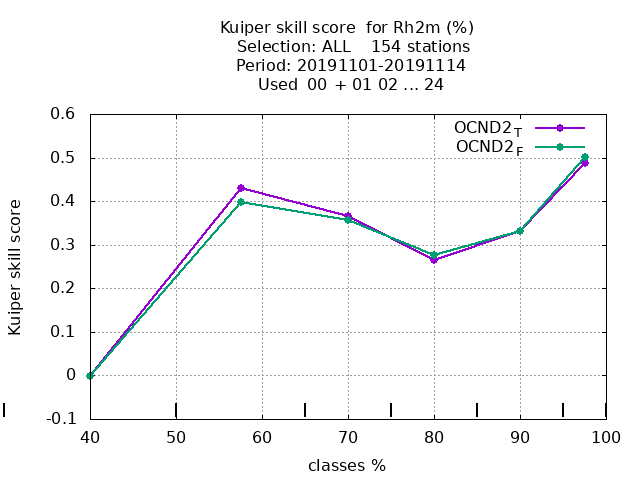 Kuiper skill score  for Rh2m (%)
Selection: ALL    154 stations
Period: 20191101-20191114
Used  00  + 01 02 ... 24
OCND2T
OCND2F
Kuiper skill score
0.6
0.5
0.4
0.3
0.2
0.1
0
-0.1
40 50 60 70 80 90 100
classes %